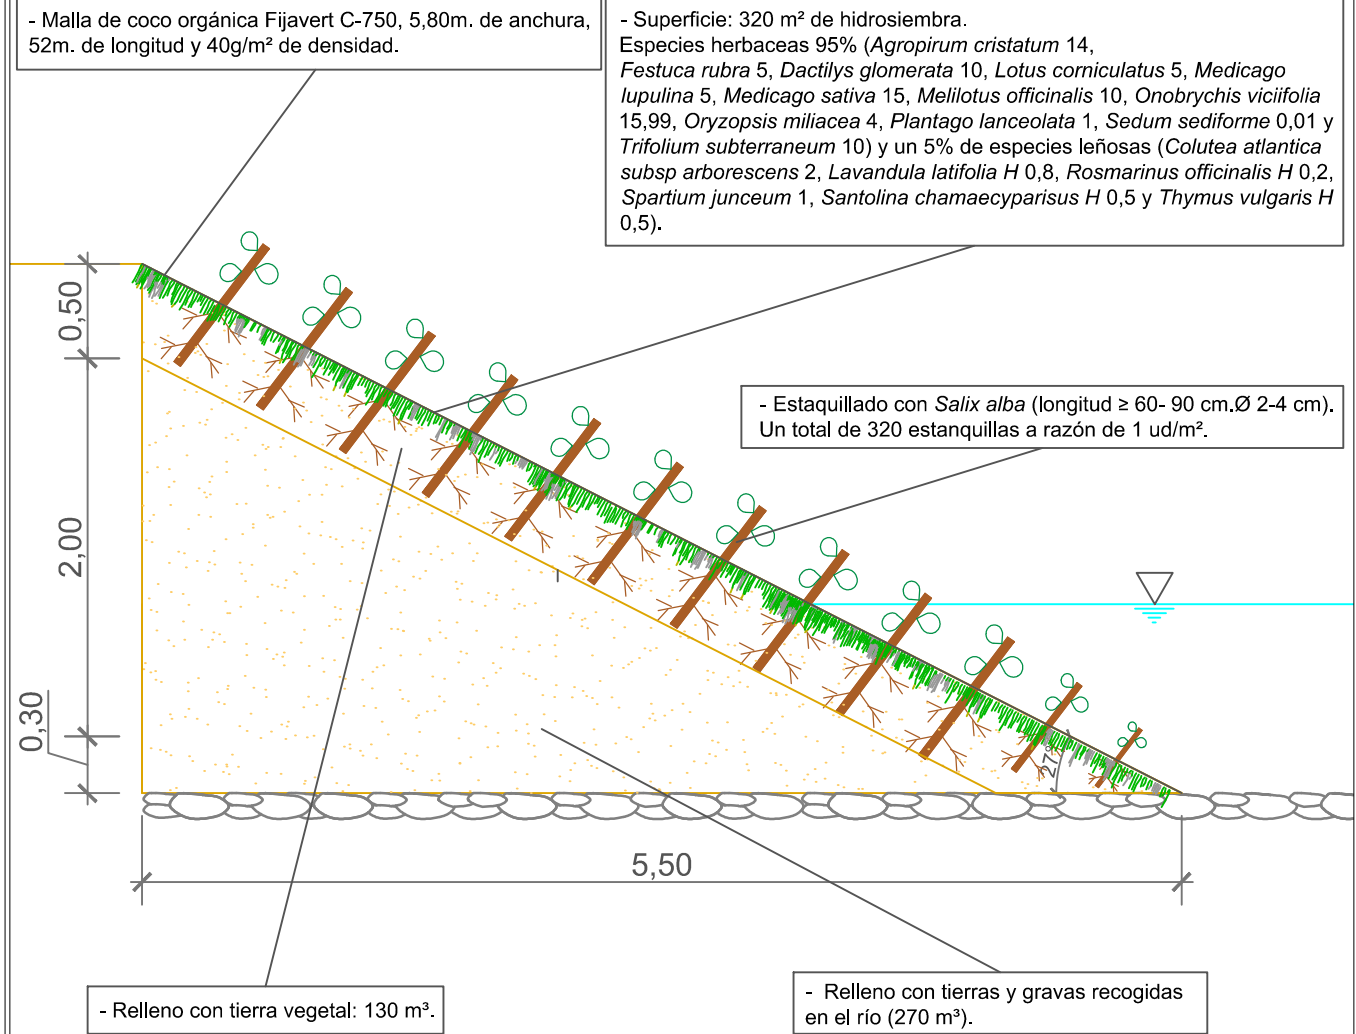 - Malla de coco orgánica Fijavert C-750, 5,80m. de anchura,
52m. de longitud y 40g/m² de densidad.
- Superficie: 320 m² de hidrosiembra.
Especies herbaceas 95% (Agropirum cristatum 14,
Festuca rubra 5, Dactilys glomerata 10, Lotus corniculatus 5, Medicago
lupulina 5, Medicago sativa 15, Melilotus officinalis 10, Onobrychis viciifolia
15,99, Oryzopsis miliacea 4, Plantago lanceolata 1, Sedum sediforme 0,01 y
Trifolium subterraneum 10) y un 5% de especies leñosas (Colutea atlantica
subsp arborescens 2, Lavandula latifolia H 0,8, Rosmarinus officinalis H 0,2,
Spartium junceum 1, Santolina chamaecyparisus H 0,5 y Thymus vulgaris H
0,5).
0,50
- Estaquillado con Salix alba (longitud ≥ 60- 90 cm.Ø 2-4 cm).
Un total de 320 estanquillas a razón de 1 ud/m².
2,00
0,30
27°
5,50
- Relleno con tierra vegetal: 130 m³.
- Relleno con tierras y gravas recogidas
en el río (270 m³).